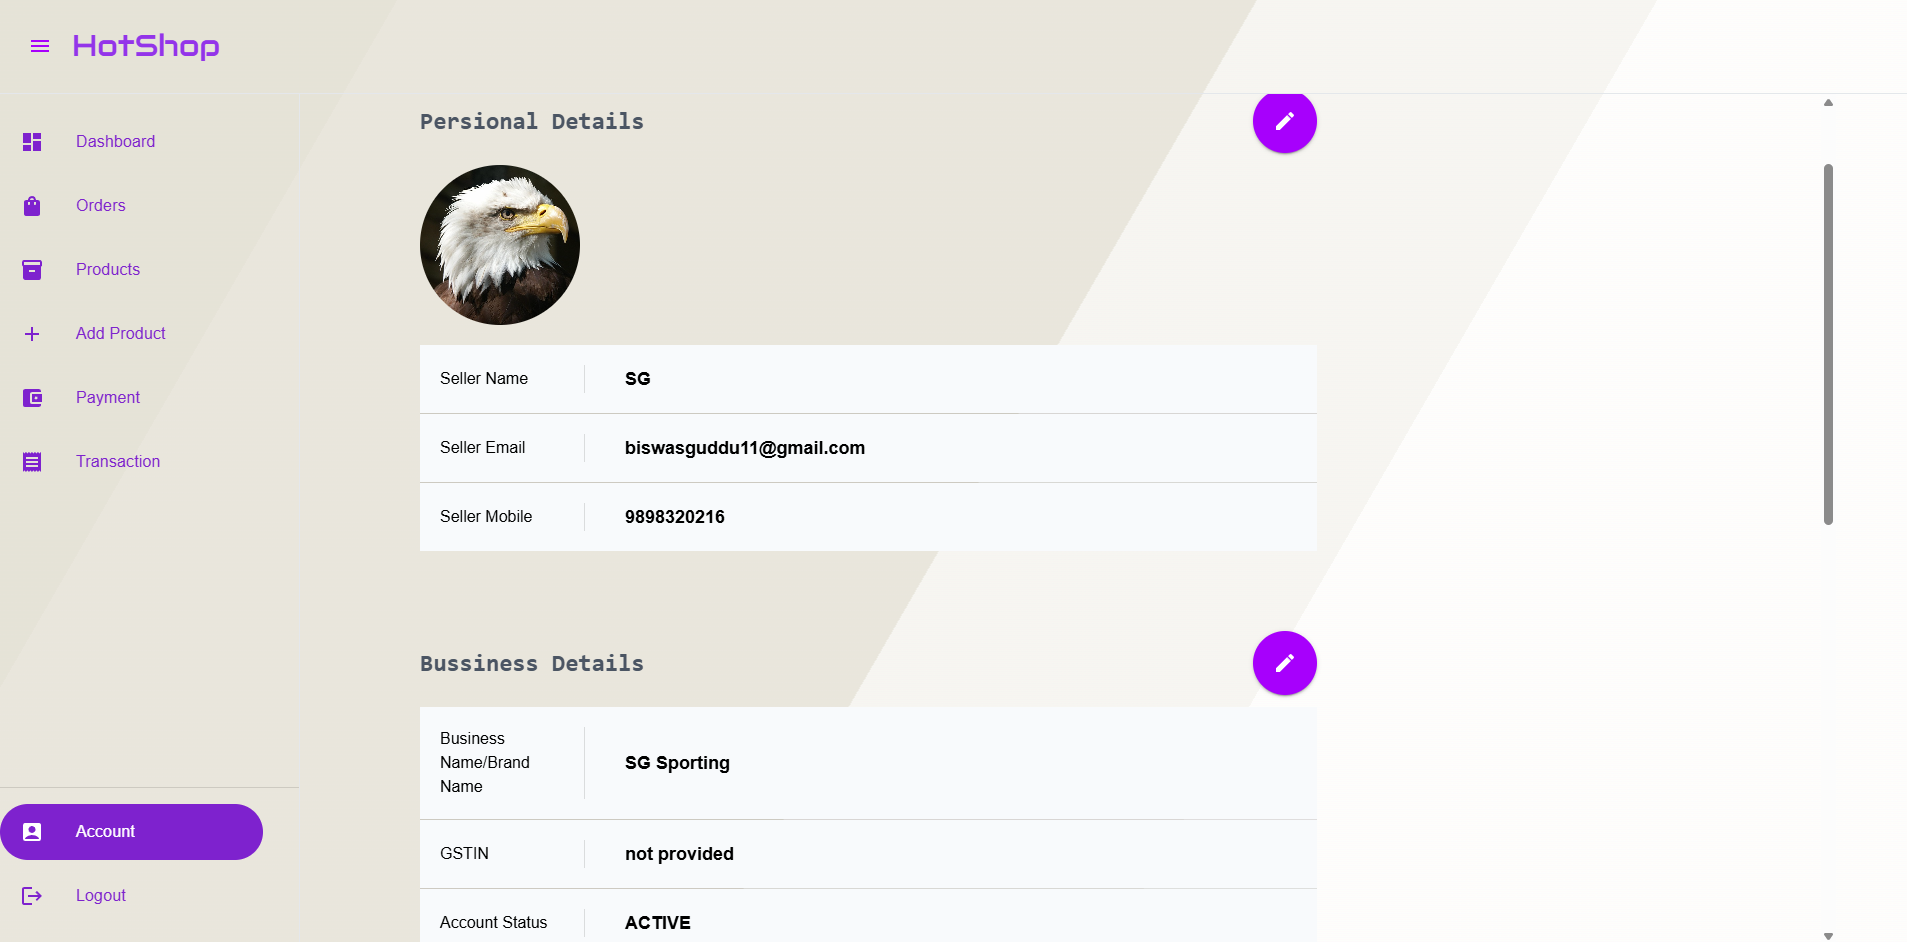 HotShop
Dashboard
Orders
Products
Add Product
Payment
Transaction
Account
Logout
Persional Details
Seller Name SG
Seller Email biswasguddu11@gmail.com
Seller Mobile 9898320216
Bussiness Details
Business
Name/Brand
Name
SG Sporting
GSTIN not provided
Account Status ACTIVE